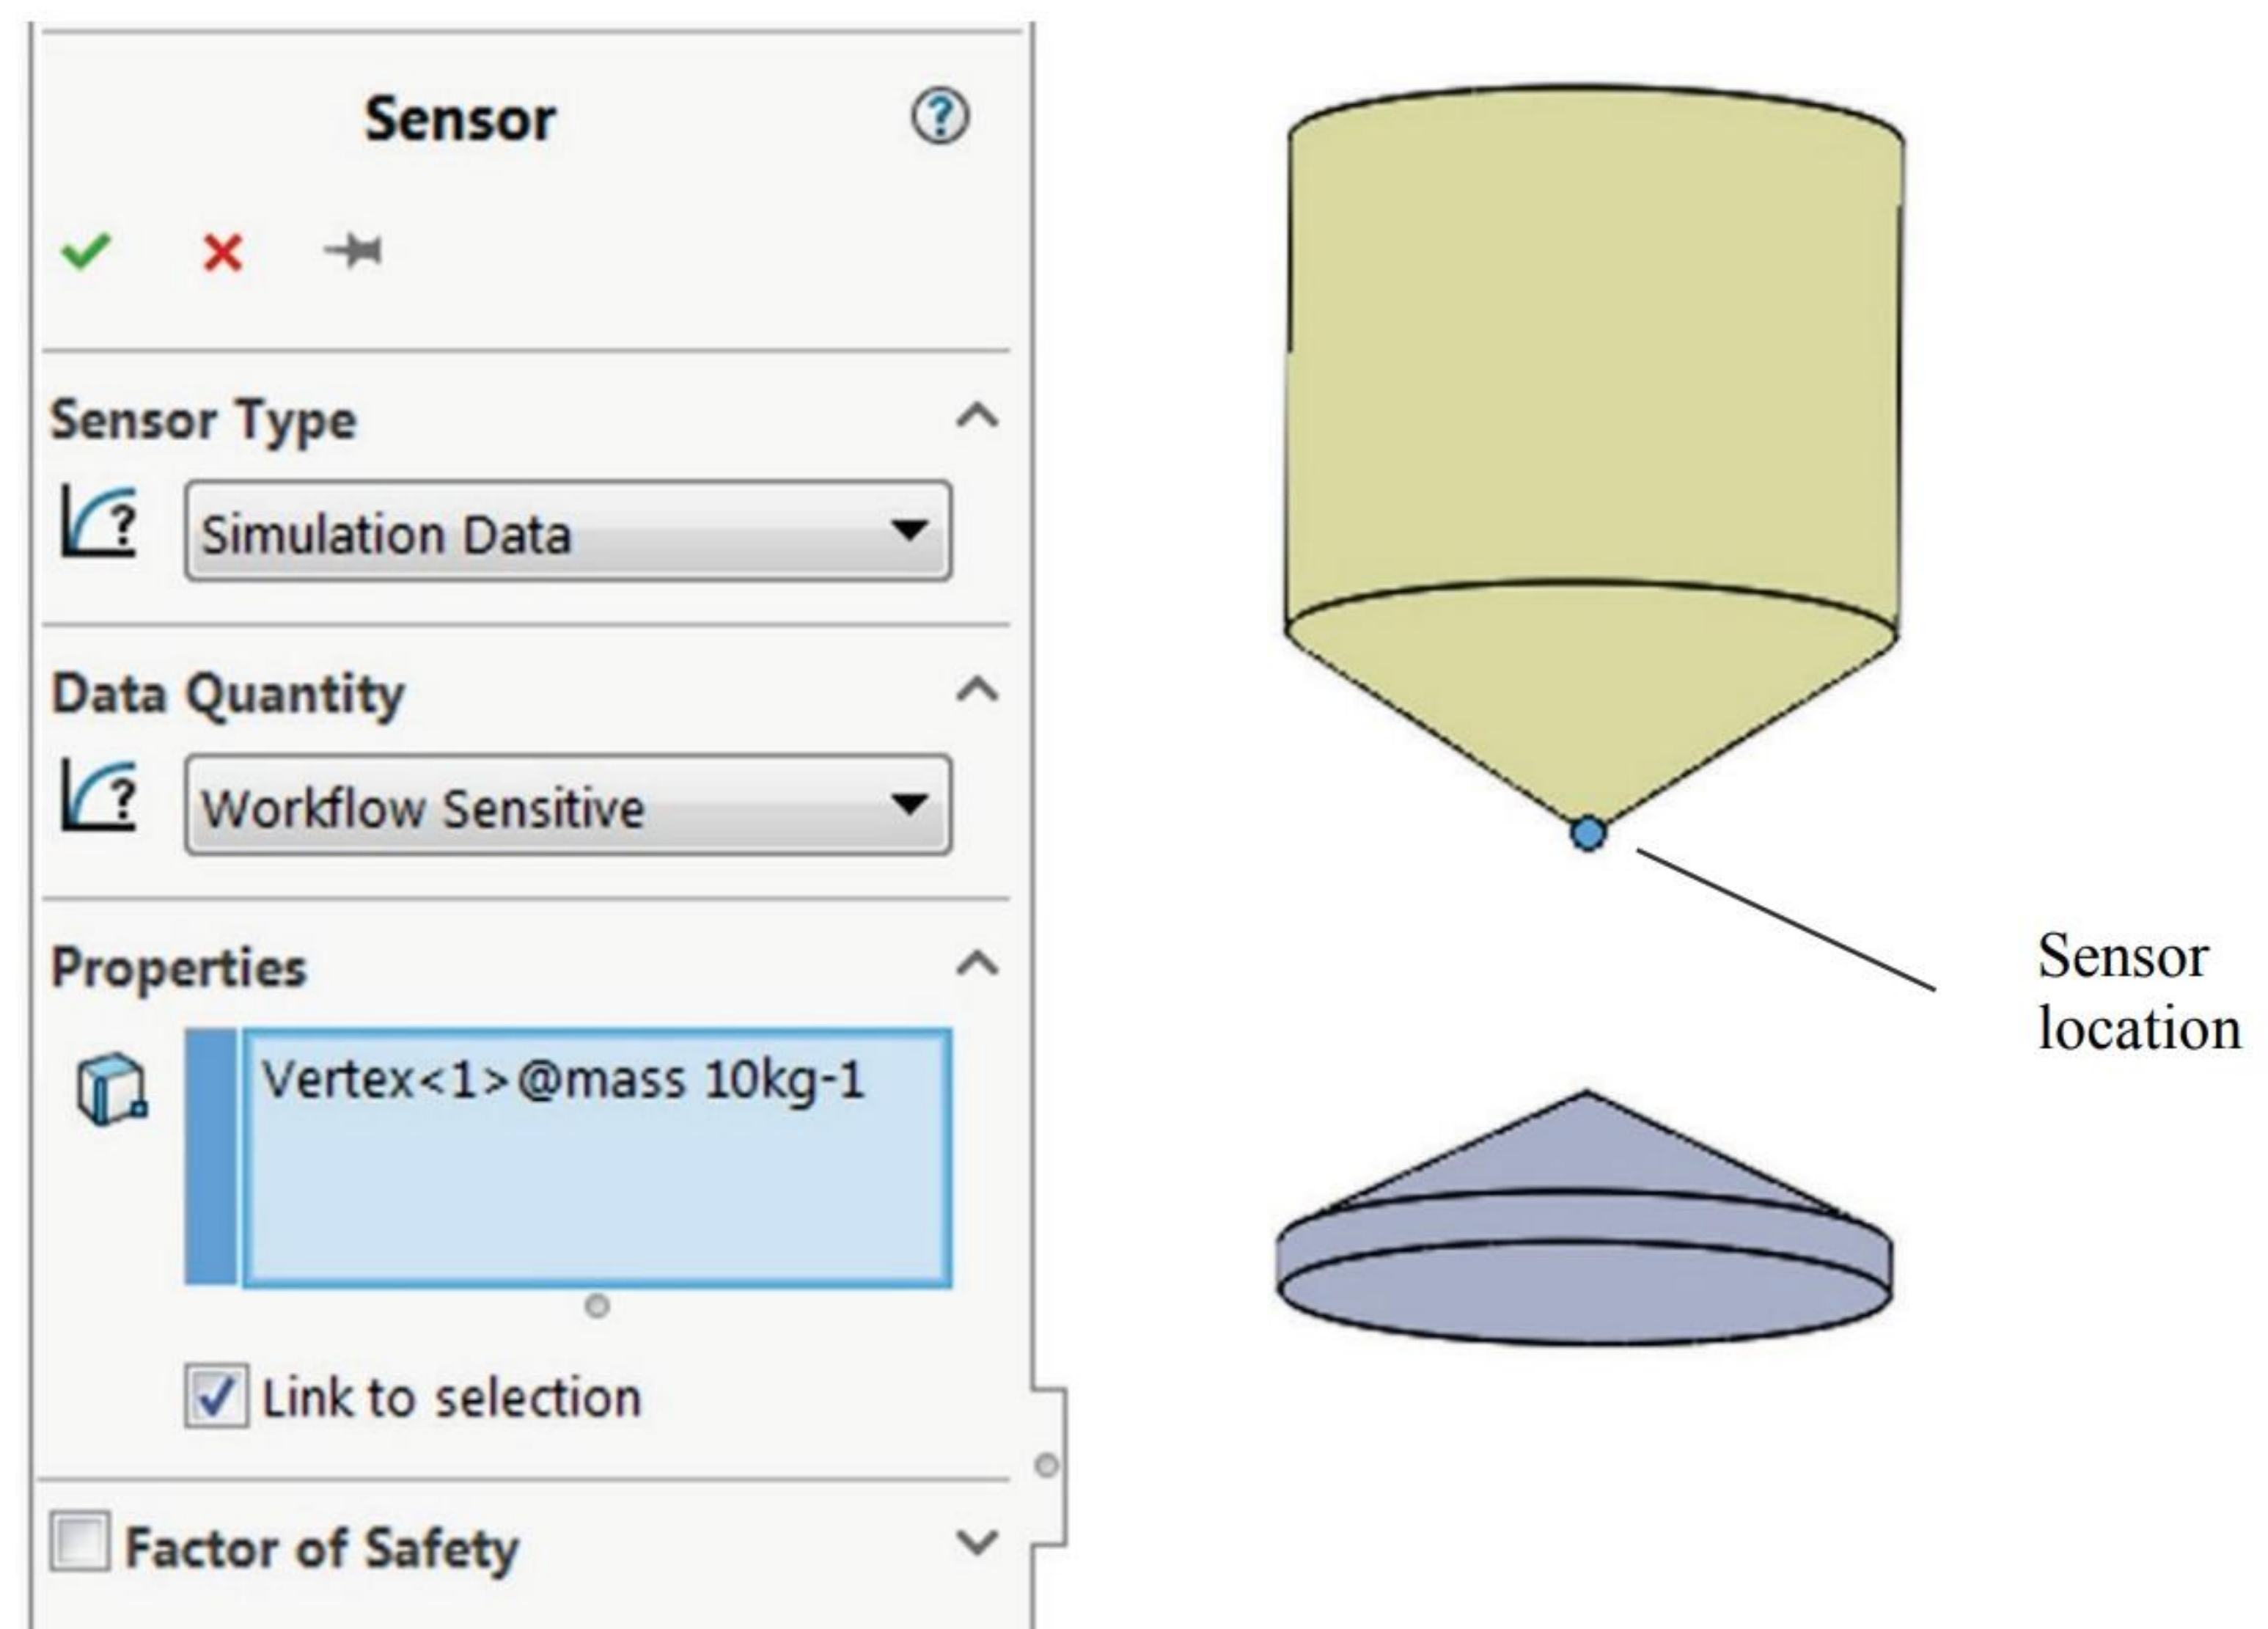 Sensor
?
Sensor Type
?
Simulation Data
Data Quantity
?
Workflow Sensitive
Properties
Vertex<1>@mass 10kg-1
Link to selection
Factor of Safety
Sensor
location